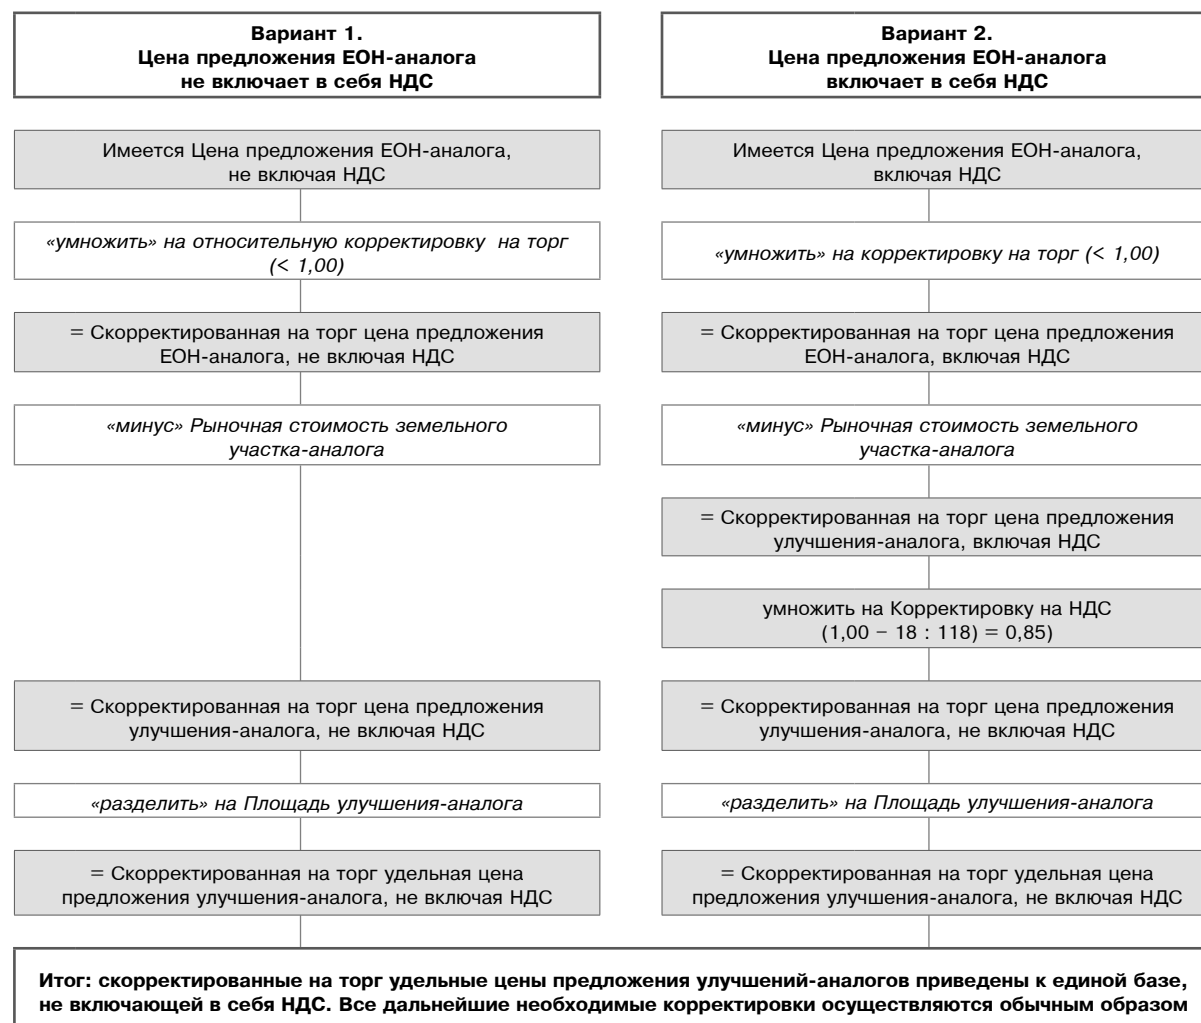 Вариант 1.
Цена предложения ЕОН-аналога
не включает в себя НДС
Имеется Цена предложения ЕОН-аналога,
не включая НДС
«умножить» на относительную корректировку на торг
(< 1,00)
= Скорректированная на торг цена предложения
ЕОН-аналога, не включая НДС
«минус» Рыночная стоимость земельного
участка-аналога
= Скорректированная на торг цена предложения
улучшения-аналога, не включая НДС
«разделить» на Площадь улучшения-аналога
= Скорректированная на торг удельная цена
предложения улучшения-аналога, не включая НДС
Вариант 2.
Цена предложения ЕОН-аналога
включает в себя НДС
Имеется Цена предложения ЕОН-аналога,
включая НДС
«умножить» на корректировку на торг (< 1,00)
= Скорректированная на торг цена предложения
ЕОН-аналога, включая НДС
«минус» Рыночная стоимость земельного
участка-аналога
= Скорректированная на торг цена предложения
улучшения-аналога, включая НДС
умножить на Корректировку на НДС
(1,00 − 18 : 118) = 0,85)
= Скорректированная на торг цена предложения
улучшения-аналога, не включая НДС
«разделить» на Площадь улучшения-аналога
= Скорректированная на торг удельная цена
предложения улучшения-аналога, не включая НДС
Итог: скорректированные на торг удельные цены предложения улучшений-аналогов приведены к единой базе,
не включающей в себя НДС. Все дальнейшие необходимые корректировки осуществляются обычным образом